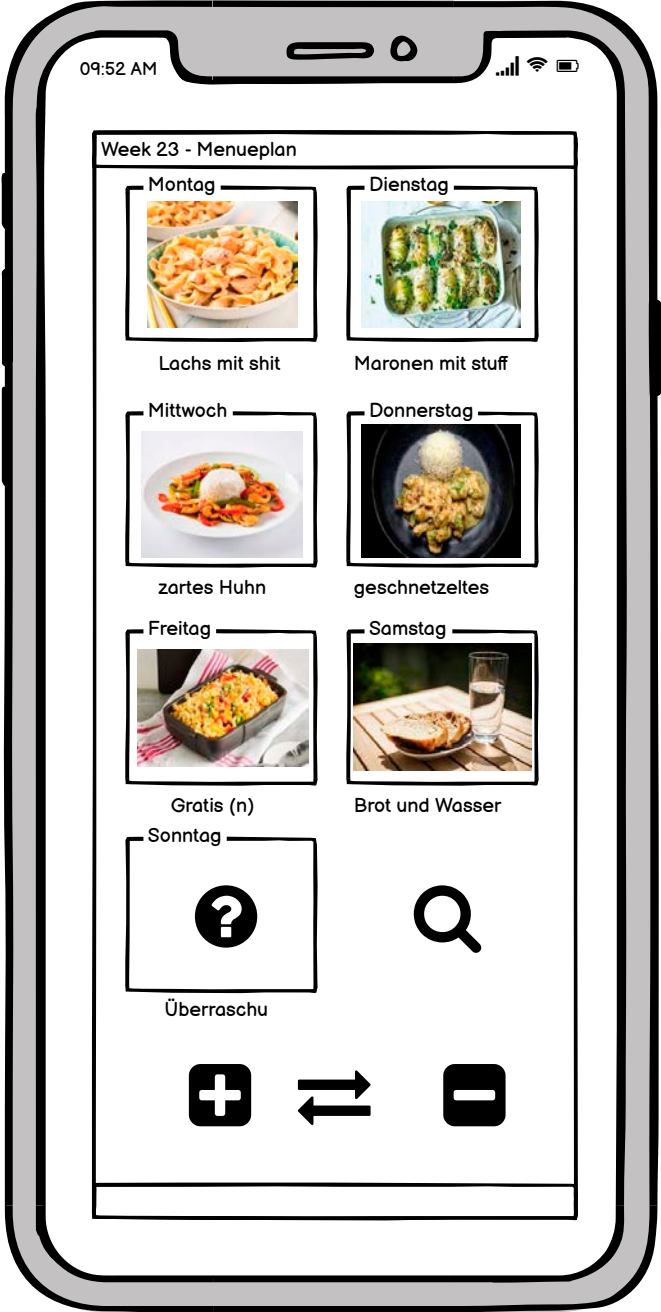 09:52 AM
Week 23 - Menueplan
Montag
Dienstag
Lachs mit shit
Maronen mit stuff
Mittwoch
Donnerstag
zartes Huhn
geschnetzeltes
Freitag
Samstag
Gratis (n)
Brot und Wasser
Sonntag
?
Überraschu